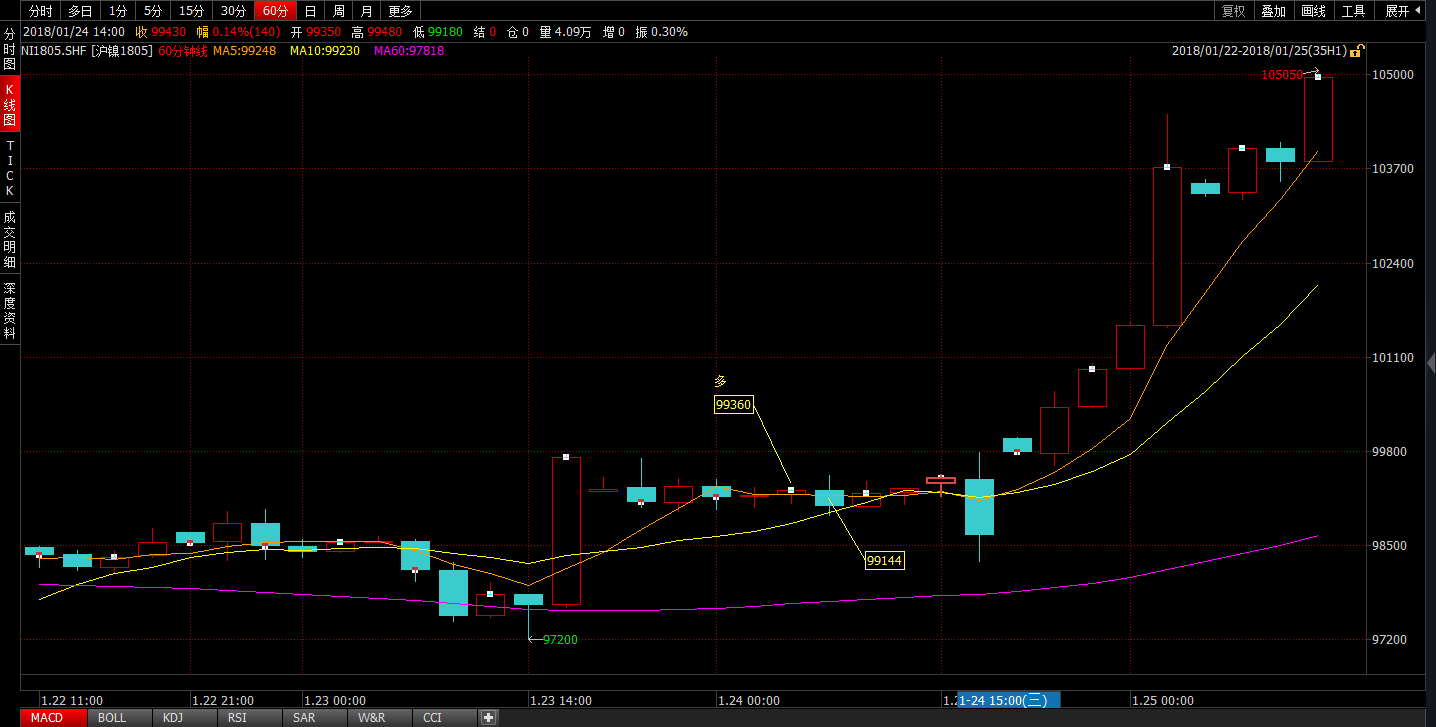 分时 多日 1分 5分 15分 30分 60分 日 周 月 更多 复权 叠加 画线 工具 展开
2018/01/24 14:00 收 99430 幅 0.14%(140) 开 99350 高 99480 低 99180 结 0 仓 0 量 4.09万 增 0 振 0.30%
NI1805.SHF [沪镍1805] 60分钟线 MA5:99248 MA10:99230 MA60:97818 2018/01/22-2018/01/25(35H1)
分时图
K线图
TICK
成交明细
深度资料
105050
105000
103700
102400
101100
多
99360
99800
99144
98500
97200
97200
1.22 11:00 1.22 21:00 1.23 00:00 1.23 14:00 1.24 00:00 1.21-24 15:00(三) 1.25 00:00
MACD BOLL KDJ RSI SAR W&R CCI